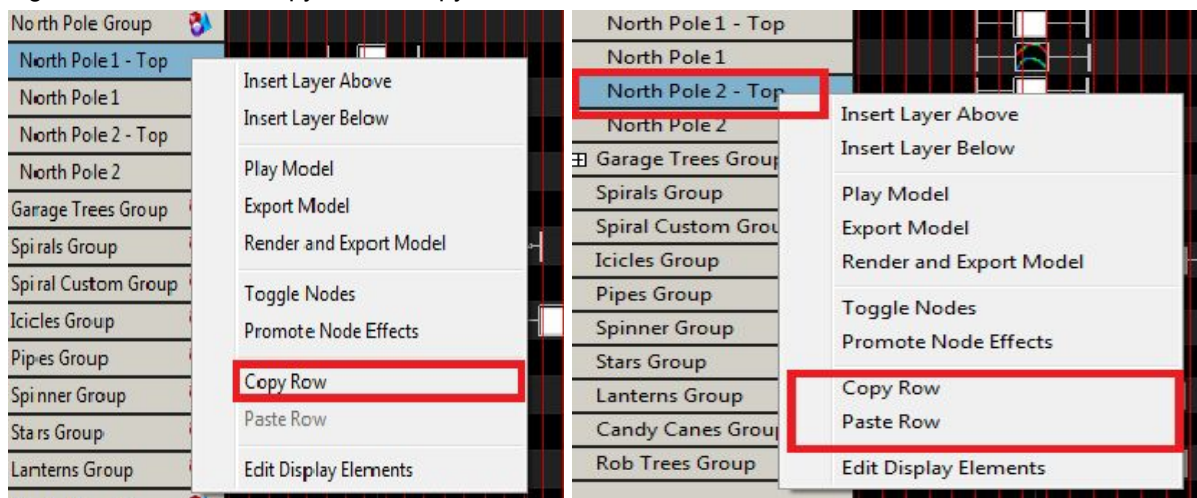 North Pole Group
North Pole 1 - Top
North Pole 1
North Pole 2 - Top
North Pole 2
Garrage Trees Group
Spirals Group
Spiral Custom Group
Icicles Group
Pipes Group
Spinner Group
Stars Group
Lanterns Group
Insert Layer Above
Insert Layer Below
Play Model
Export Model
Render and Export Model
Toggle Nodes
Promote Node Effects
Copy Row
Paste Row
Edit Display Elements
North Pole 1 - Top
North Pole 1
North Pole 2 - Top
North Pole 2
Garage Trees Group
Spirals Group
Spiral Custom Grou
Icicles Group
Pipes Group
Spinner Group
Stars Group
Lanterns Group
Candy Canes Group
Rob Trees Group
Insert Layer Above
Insert Layer Below
Play Model
Export Model
Render and Export Model
Toggle Nodes
Promote Node Effects
Copy Row
Paste Row
Edit Display Elements